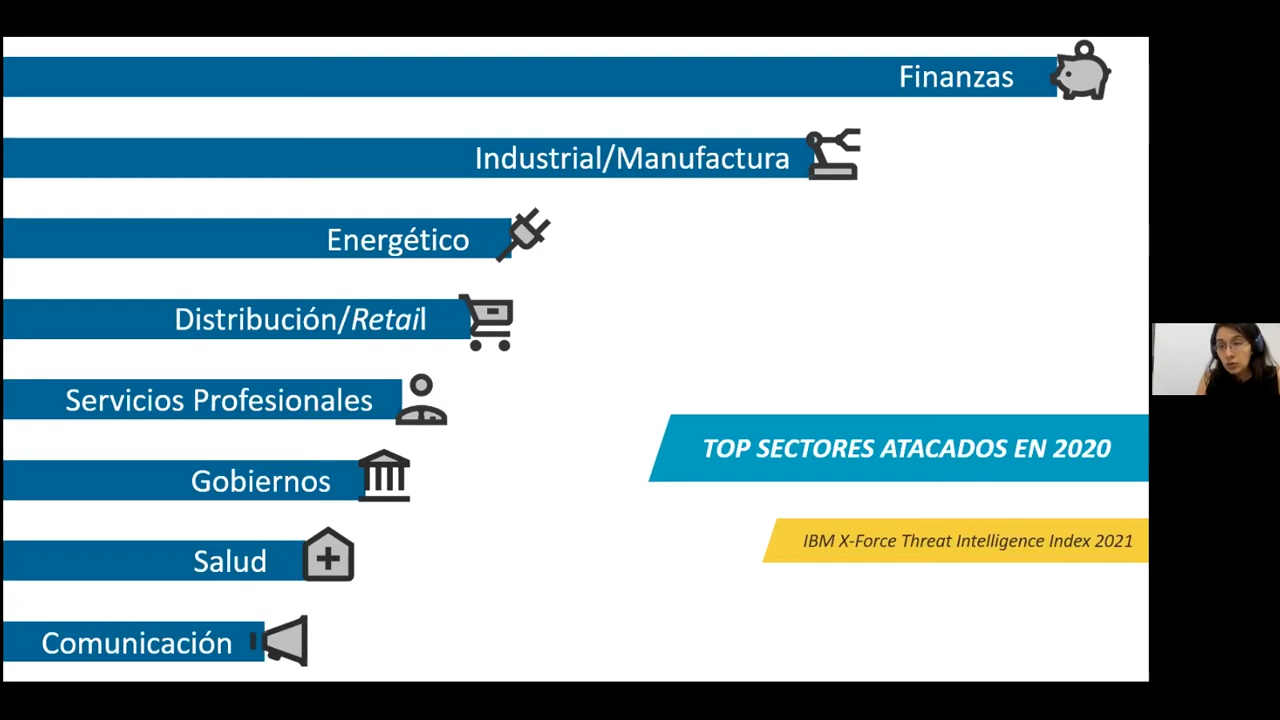 Finanzas
Industrial/Manufactura
Energético
Distribución/Retail
Servicios Profesionales
Gobiernos
Salud
Comunicación
TOP SECTORES ATACADOS EN 2020
IBM X-Force Threat Intelligence Index 2021